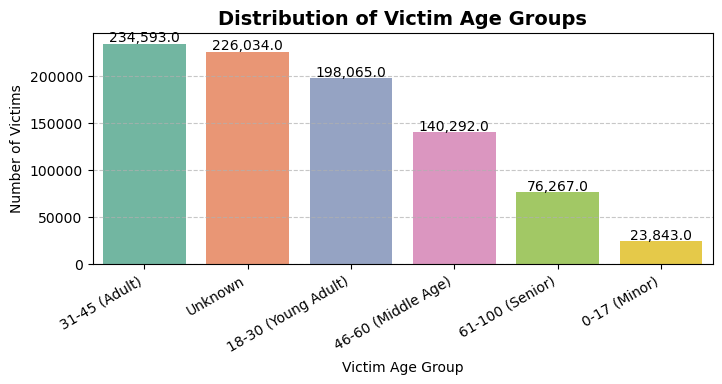 Distribution of Victim Age Groups
234,593.0
226,034.0
198,065.0
140,292.0
76,267.0
23,843.0
Number of Victims
200000
150000
100000
50000
0
31-45 (Adult)
Unknown
18-30 (Young Adult)
46-60 (Middle Age)
61-100 (Senior)
0-17 (Minor)
Victim Age Group